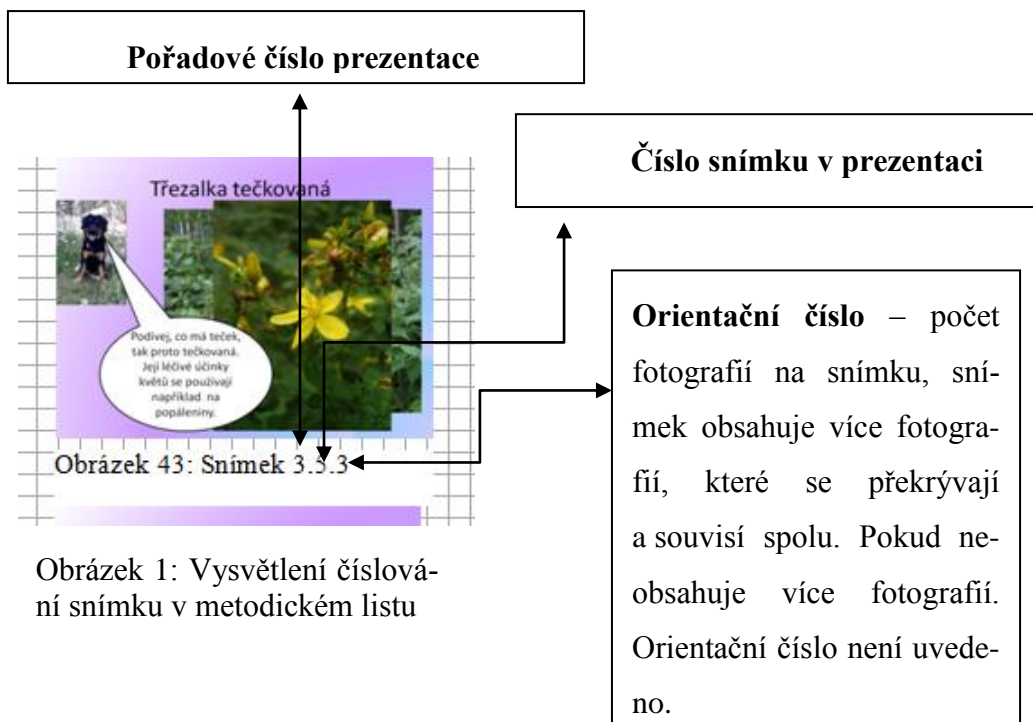 Pořadové číslo prezentace
Číslo snímku v prezentaci
Třezalka tečkovaná
Podívej, co má teček,
tak proto tečkovaná.
Její léčivé účinky
květů se používají
například na
popáleniny.
Obrázek 43: Snímek 3.5.3
Orientační číslo – počet
fotografií na snímku, sní-
mek obsahuje více fotogra-
fií, které se překrývají
a souvisí spolu. Pokud ne-
obsahuje více fotografií.
Orientační číslo není uvede-
no.
Obrázek 1: Vysvětlení číslová-
ní snímku v metodickém listu